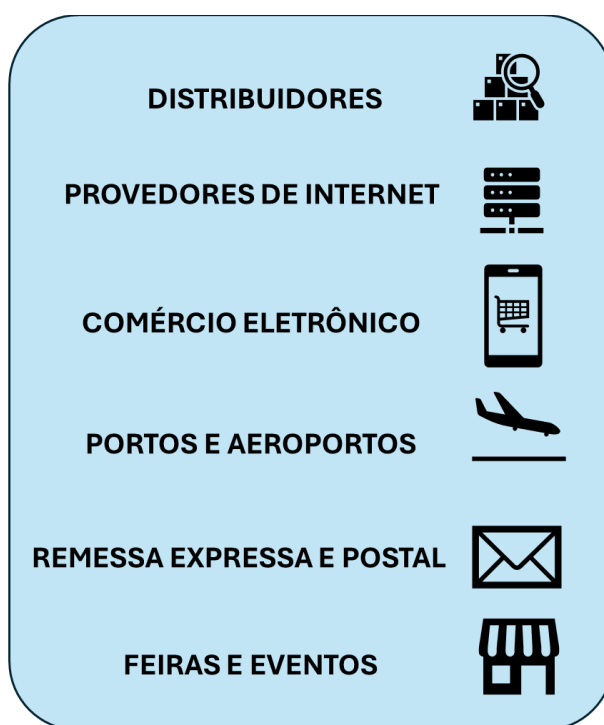 DISTRIBUIDORES
PROVEDORES DE INTERNET
COMÉRCIO ELETRÔNICO
PORTOS E AEROPORTOS
REMESSA EXPRESSA E POSTAL
FEIRAS E EVENTOS